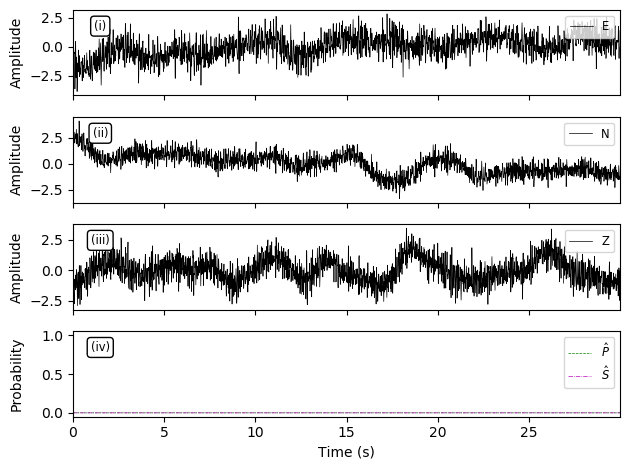 2.5
0.0
−2.5
Amplitude
(i)
E
2.5
0.0
−2.5
Amplitude
(ii)
N
2.5
0.0
−2.5
Amplitude
(iii)
Z
1.0
0.5
0.0
Probability
(iv)
P̂
Ŝ
0 5 10 15 20 25
Time (s)